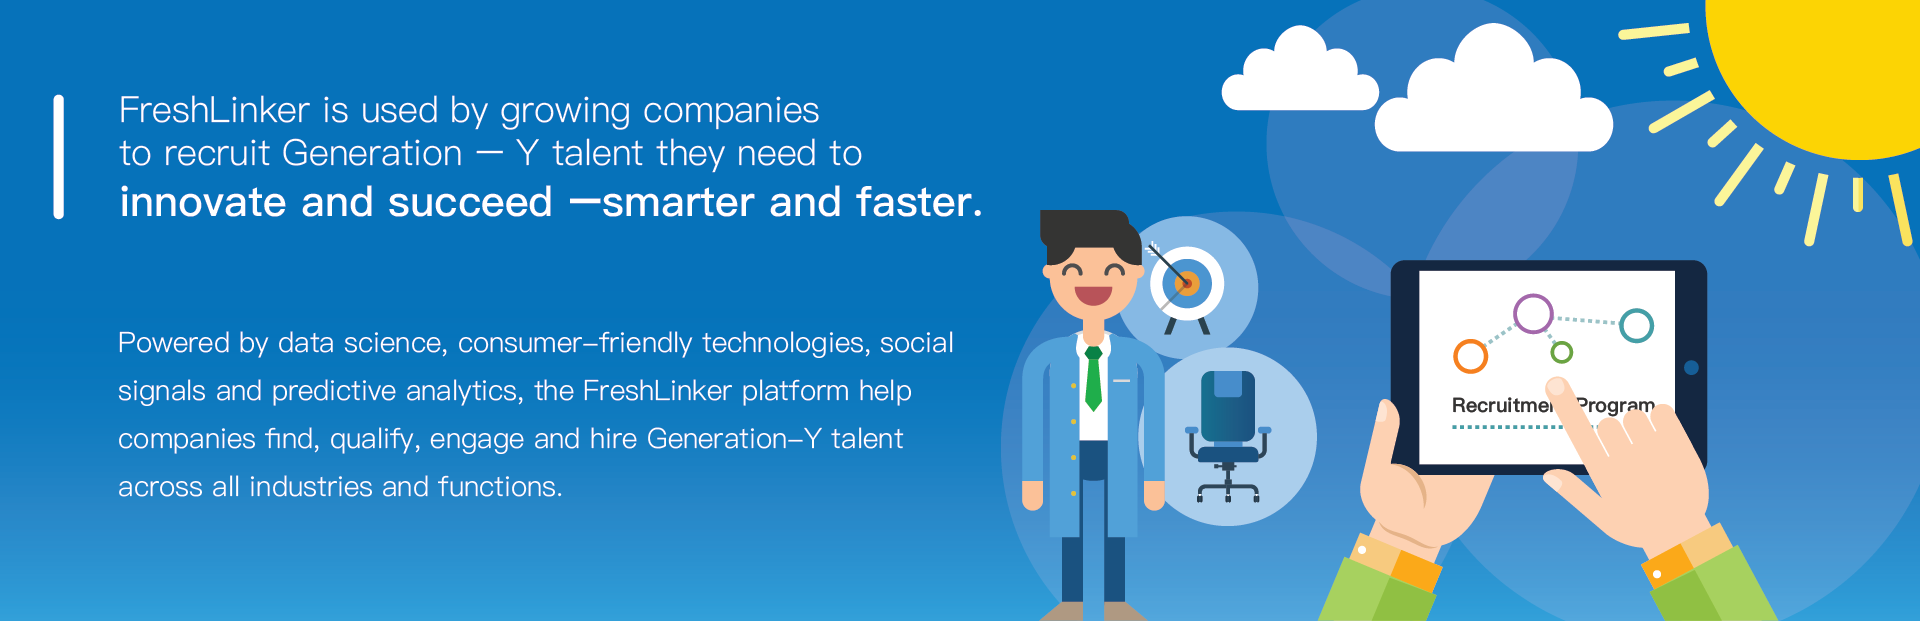 FreshLinker is used by growing companies
to recruit Generation – Y talent they need to
innovate and succeed –smarter and faster.
Powered by data science, consumer–friendly technologies, social
signals and predictive analytics, the FreshLinker platform help
companies find, qualify, engage and hire Generation–Y talent
across all industries and functions.
Recruitment Program